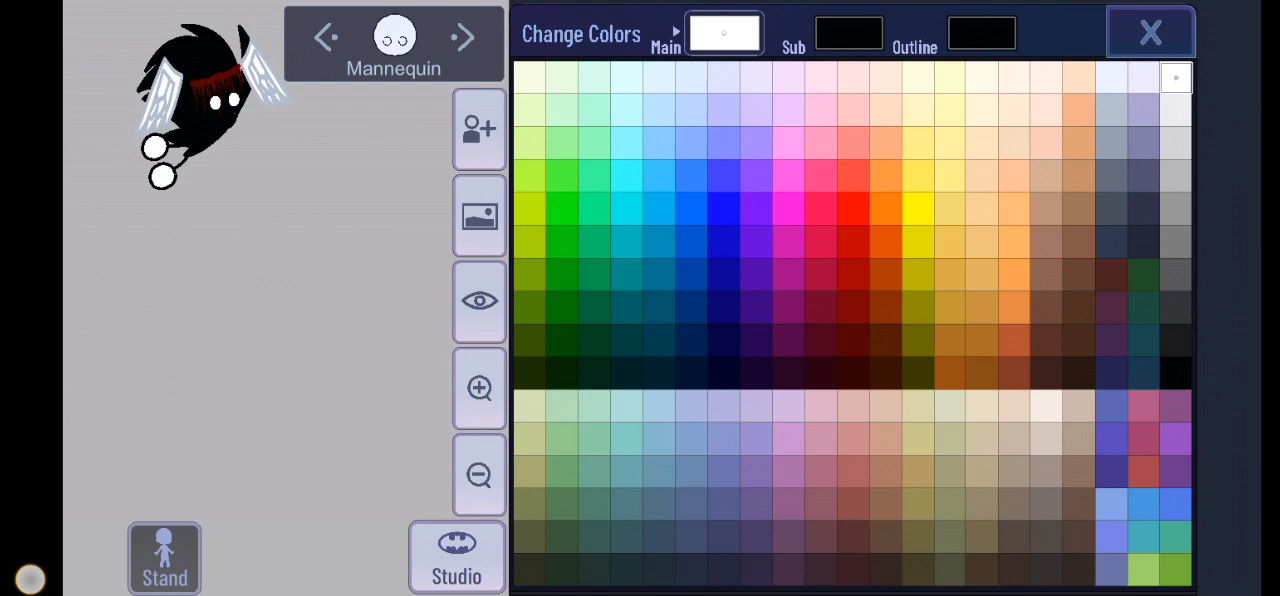 Mannequin
Change Colors
Main
Sub
Outline
X
Stand
Studio